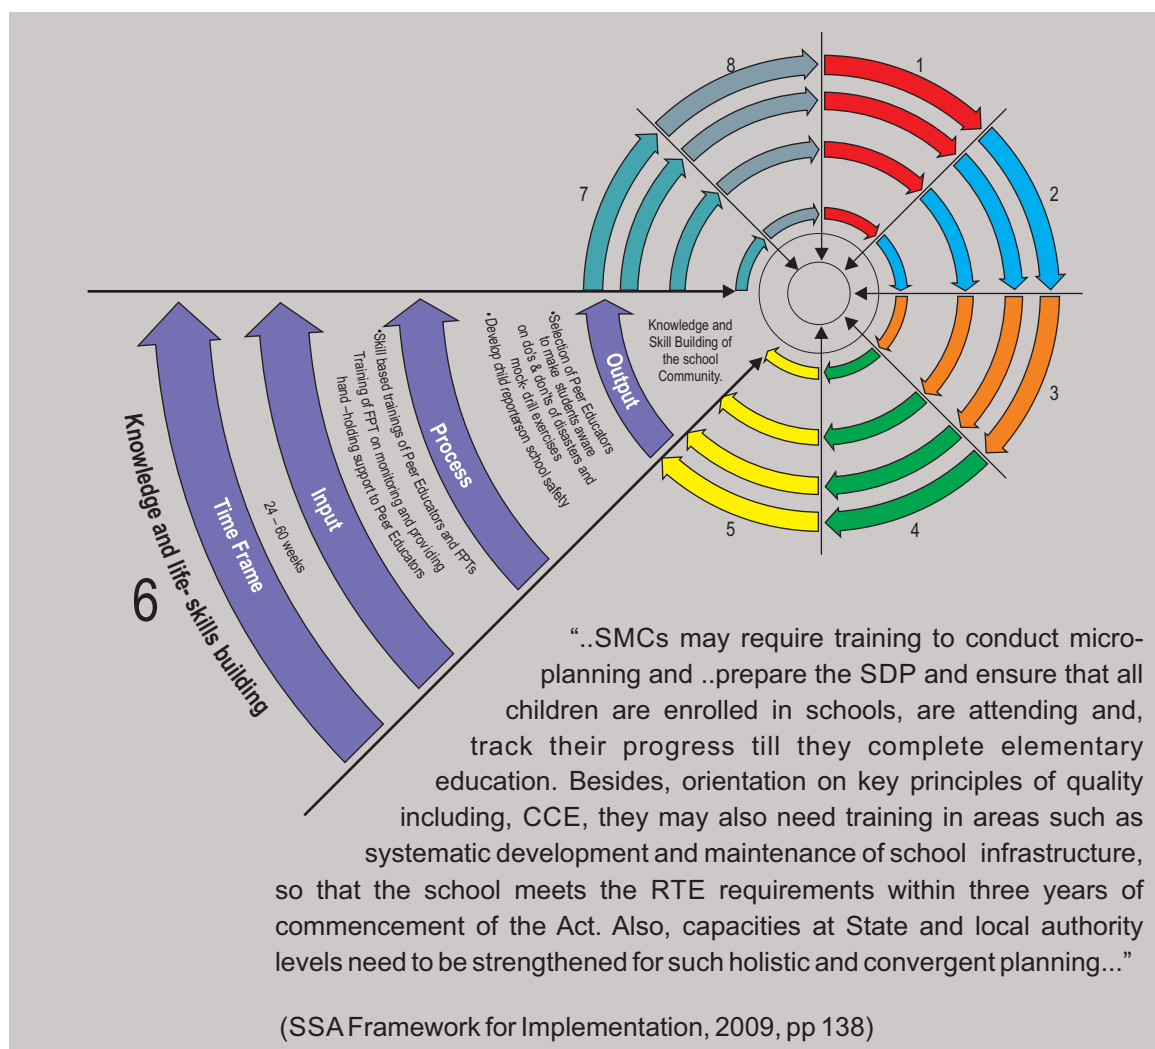 8
1
7
2
3
4
5
6
Knowledge and life- skills building
Time Frame
24 – 60 weeks
Input
•Skill based trainings of Peer Educators and FPTs
Training of FPT on monitoring and providing
hand –holding support to Peer Educators
Process
•Selection of Peer Educators
to make students aware
on do's & don'ts of disasters and
mock- drill exercises
•Develop child reporterson school safety
Output
Knowledge and
Skill Building of
the school
Community.
“..SMCs may require training to conduct micro-
planning and ..prepare the SDP and ensure that all
children are enrolled in schools, are attending and,
track their progress till they complete elementary
education. Besides, orientation on key principles of quality
including, CCE, they may also need training in areas such as
systematic development and maintenance of school infrastructure,
so that the school meets the RTE requirements within three years of
commencement of the Act. Also, capacities at State and local authority
levels need to be strengthened for such holistic and convergent planning...”
(SSA Framework for Implementation, 2009, pp 138)